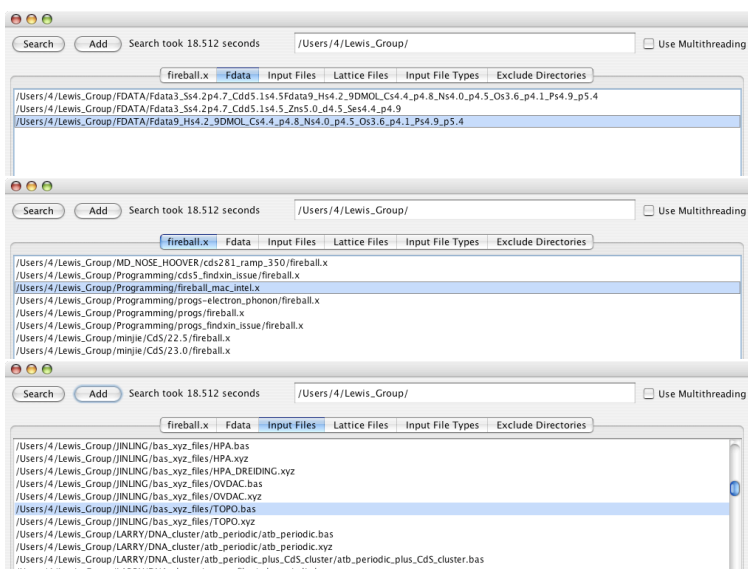 Search Add Search took 18.512 seconds /Users/4/Lewis_Group/ Use Multithreading
fireball.x Fdata Input Files Lattice Files Input File Types Exclude Directories
/Users/4/Lewis_Group/FDATA/Fdata3_Ss4.2p4.7_Cdd5.1s4.5Fdata9_Hs4.2_9DMOL_Cs4.4_p4.8_Ns4.0_p4.5_Os3.6_p4.1_Ps4.9_p5.4
/Users/4/Lewis_Group/FDATA/Fdata3_Ss4.2p4.7_Cdd5.1s4.5_Zns5.0_d4.5_Ses4.4_p4.9
/Users/4/Lewis_Group/FDATA/Fdata9_Hs4.2_9DMOL_Cs4.4_p4.8_Ns4.0_p4.5_Os3.6_p4.1_Ps4.9_p5.4
Search Add Search took 18.512 seconds /Users/4/Lewis_Group/ Use Multithreading
fireball.x Fdata Input Files Lattice Files Input File Types Exclude Directories
/Users/4/Lewis_Group/MD_NOSE_HOOVER/cds281_ramp_350/fireball.x
/Users/4/Lewis_Group/Programming/cds5_findxin_issue/fireball.x
/Users/4/Lewis_Group/Programming/fireball_mac_intel.x
/Users/4/Lewis_Group/Programming/progs-electron_phonon/fireball.x
/Users/4/Lewis_Group/Programming/progs/fireball.x
/Users/4/Lewis_Group/Programming/progs_findxin_issue/fireball.x
/Users/4/Lewis_Group/minjie/CdS/22.5/fireball.x
/Users/4/Lewis_Group/minjie/CdS/23.0/fireball.x
Search Add Search took 18.512 seconds /Users/4/Lewis_Group/ Use Multithreading
fireball.x Fdata Input Files Lattice Files Input File Types Exclude Directories
/Users/4/Lewis_Group/JINLING/bas_xyz_files/HPA.bas
/Users/4/Lewis_Group/JINLING/bas_xyz_files/HPA.xyz
/Users/4/Lewis_Group/JINLING/bas_xyz_files/HPA_DREIDING.xyz
/Users/4/Lewis_Group/JINLING/bas_xyz_files/OVDAC.bas
/Users/4/Lewis_Group/JINLING/bas_xyz_files/OVDAC.xyz
/Users/4/Lewis_Group/JINLING/bas_xyz_files/TOPO.bas
/Users/4/Lewis_Group/JINLING/bas_xyz_files/TOPO.xyz
/Users/4/Lewis_Group/LARRY/DNA_cluster/atb_periodic/atb_periodic.bas
/Users/4/Lewis_Group/LARRY/DNA_cluster/atb_periodic/atb_periodic.xyz
/Users/4/Lewis_Group/LARRY/DNA_cluster/atb_periodic_plus_CdS_cluster/atb_periodic_plus_CdS_cluster.bas